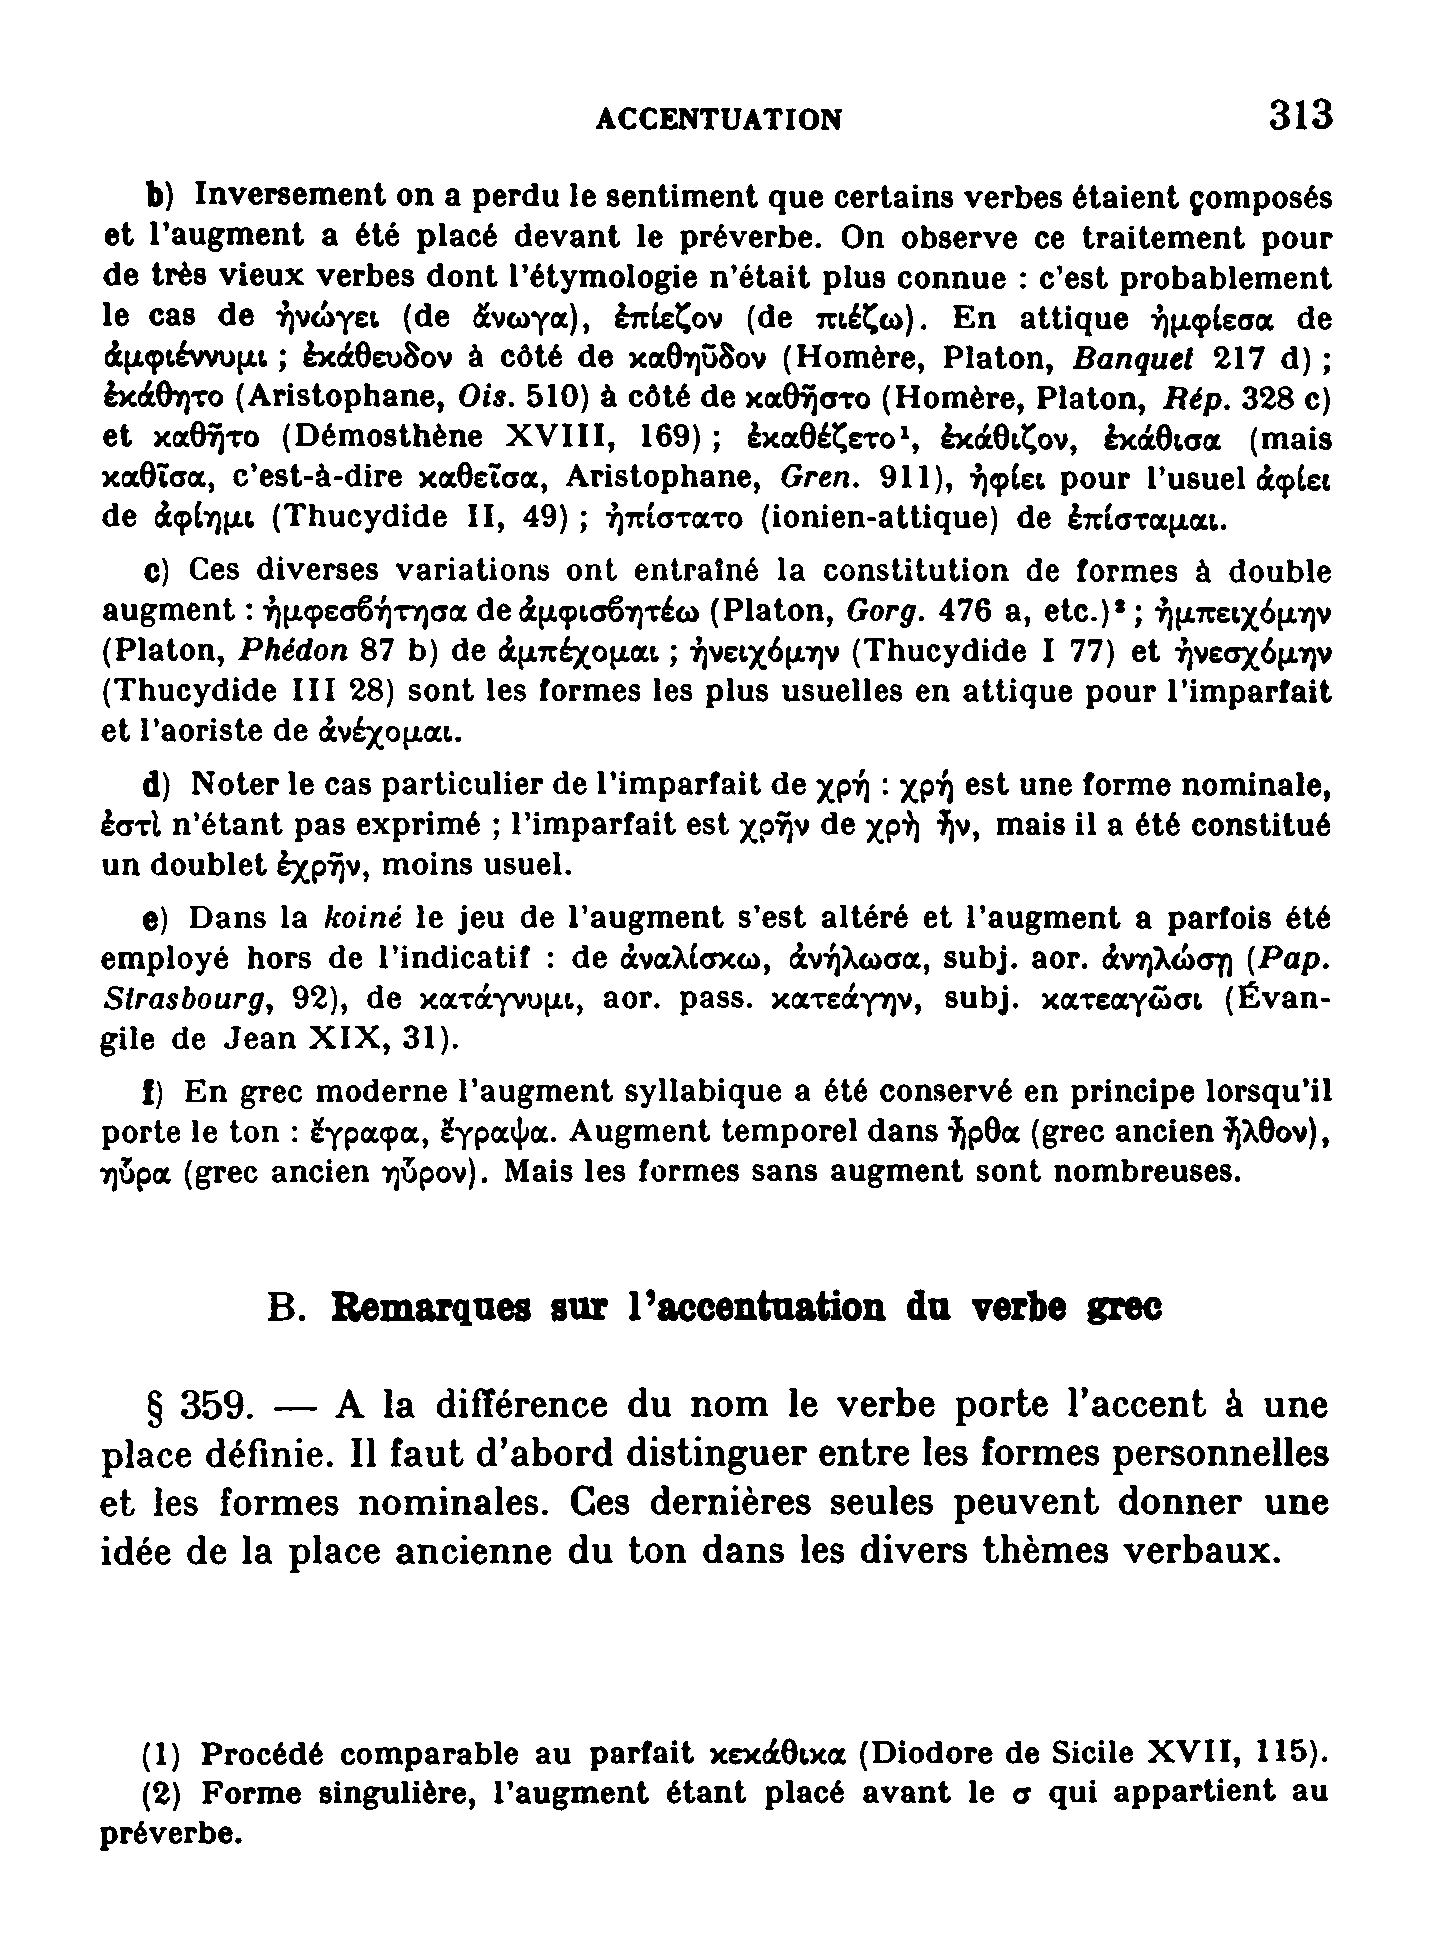 ACCENTUATION 313
b) Inversement on a perdu le sentiment que certains verbes étaient çomposés
et l'augment a été placé devant le préverbe. On observe ce traitement pour
de très vieux verbes dont l'étymologie n'était plus connue : c'est probablement
le cas de ἠνώγει (de ἄνωγα), ἐπίεζον (de πιέζω). En attique ἠμφίεσα de
ἀμφιέννυμι ; ἐκάθευδον à côté de καθηῦδον (Homère, Platon, Banquet 217 d) ;
ἐκάθητο (Aristophane, Ois. 510) à côté de καθῆστο (Homère, Platon, Rép. 328 c)
et καθῆτο (Démosthène XVIII, 169) ; ἐκαθέζετο¹, ἐκάθιζον, ἐκάθισα (mais
καθῖσα, c'est-à-dire καθεῖσα, Aristophane, Gren. 911), ἠφίει pour l'usuel ἀφίει
de ἀφίημι (Thucydide II, 49) ; ἠπίστατο (ionien-attique) de ἐπίσταμαι.
c) Ces diverses variations ont entraîné la constitution de formes à double
augment : ἠμφεσϐήτησα de ἀμφισϐητέω (Platon, Gorg. 476 a, etc.)² ; ἠμπειχόμην
(Platon, Phédon 87 b) de ἀμπέχομαι ; ἠνειχόμην (Thucydide I 77) et ἠνεσχόμην
(Thucydide III 28) sont les formes les plus usuelles en attique pour l'imparfait
et l'aoriste de ἀνέχομαι.
d) Noter le cas particulier de l'imparfait de χρή : χρή est une forme nominale,
ἐστὶ n'étant pas exprimé ; l'imparfait est χρῆν de χρὴ ἦν, mais il a été constitué
un doublet ἐχρῆν, moins usuel.
e) Dans la koiné le jeu de l'augment s'est altéré et l'augment a parfois été
employé hors de l'indicatif : de ἀναλίσκω, ἀνήλωσα, subj. aor. ἀνηλώσῃ (Pap.
Strasbourg, 92), de κατάγνυμι, aor. pass. κατεάγην, subj. κατεαγῶσι (Évan-
gile de Jean XIX, 31).
f) En grec moderne l'augment syllabique a été conservé en principe lorsqu'il
porte le ton : ἔγραφα, ἔγραψα. Augment temporel dans ἦρθα (grec ancien ἦλθον),
ηὗρα (grec ancien ηὗρον). Mais les formes sans augment sont nombreuses.
B. Remarques sur l'accentuation du verbe grec
§ 359. — A la différence du nom le verbe porte l'accent à une
place définie. Il faut d'abord distinguer entre les formes personnelles
et les formes nominales. Ces dernières seules peuvent donner une
idée de la place ancienne du ton dans les divers thèmes verbaux.
(1) Procédé comparable au parfait κεκάθικα (Diodore de Sicile XVII, 115).
(2) Forme singulière, l'augment étant placé avant le σ qui appartient au
préverbe.